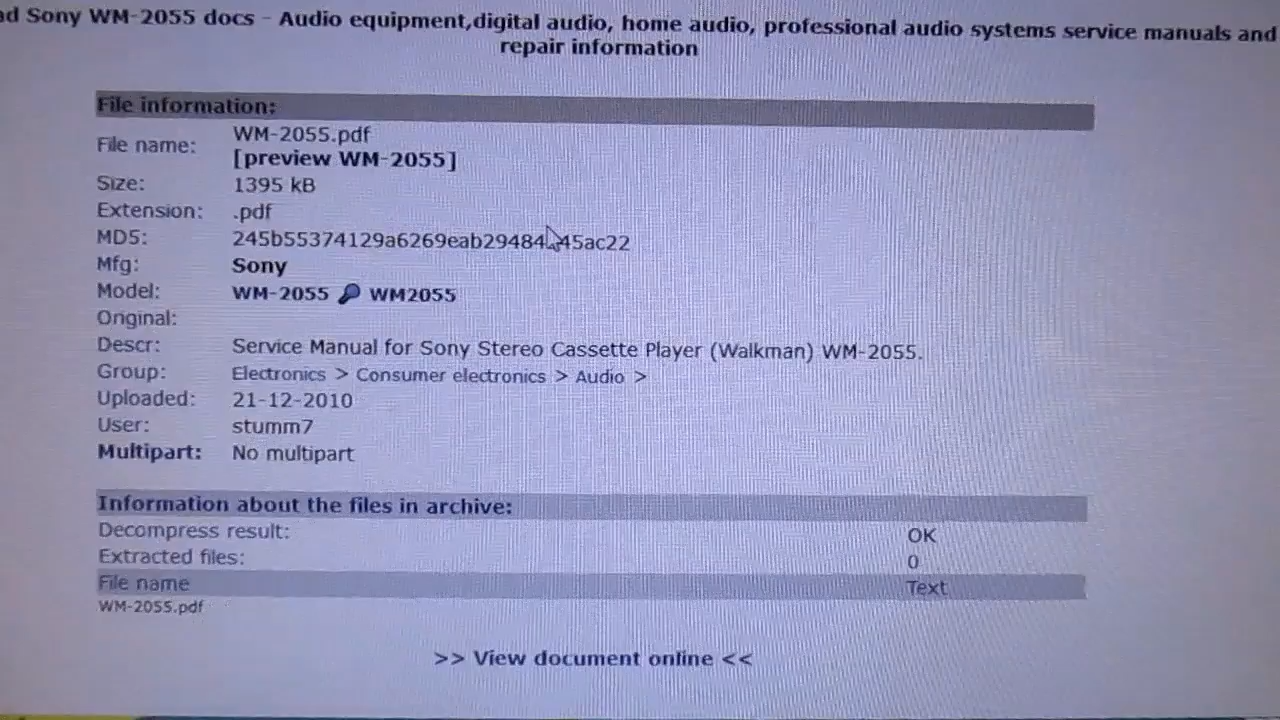 Sony WM-2055 docs - Audio equipment,digital audio, home audio, professional audio systems service manuals and
repair information
File information:
File name: WM-2055.pdf
[preview WM-2055]
Size: 1395 kB
Extension: .pdf
MD5:
Mfg: Sony
Model: WM-2055 WM2055
Original:
Descr: Service Manual for Sony Stereo Cassette Player (Walkman) WM-2055.
Group: Electronics > Consumer electronics > Audio >
Uploaded: 21-12-2010
User: stumm7
Multipart: No multipart
Information about the files in archive:
Decompress result: OK
Extracted files: 0
File name Text
WM-2055.pdf
>> View document online <<